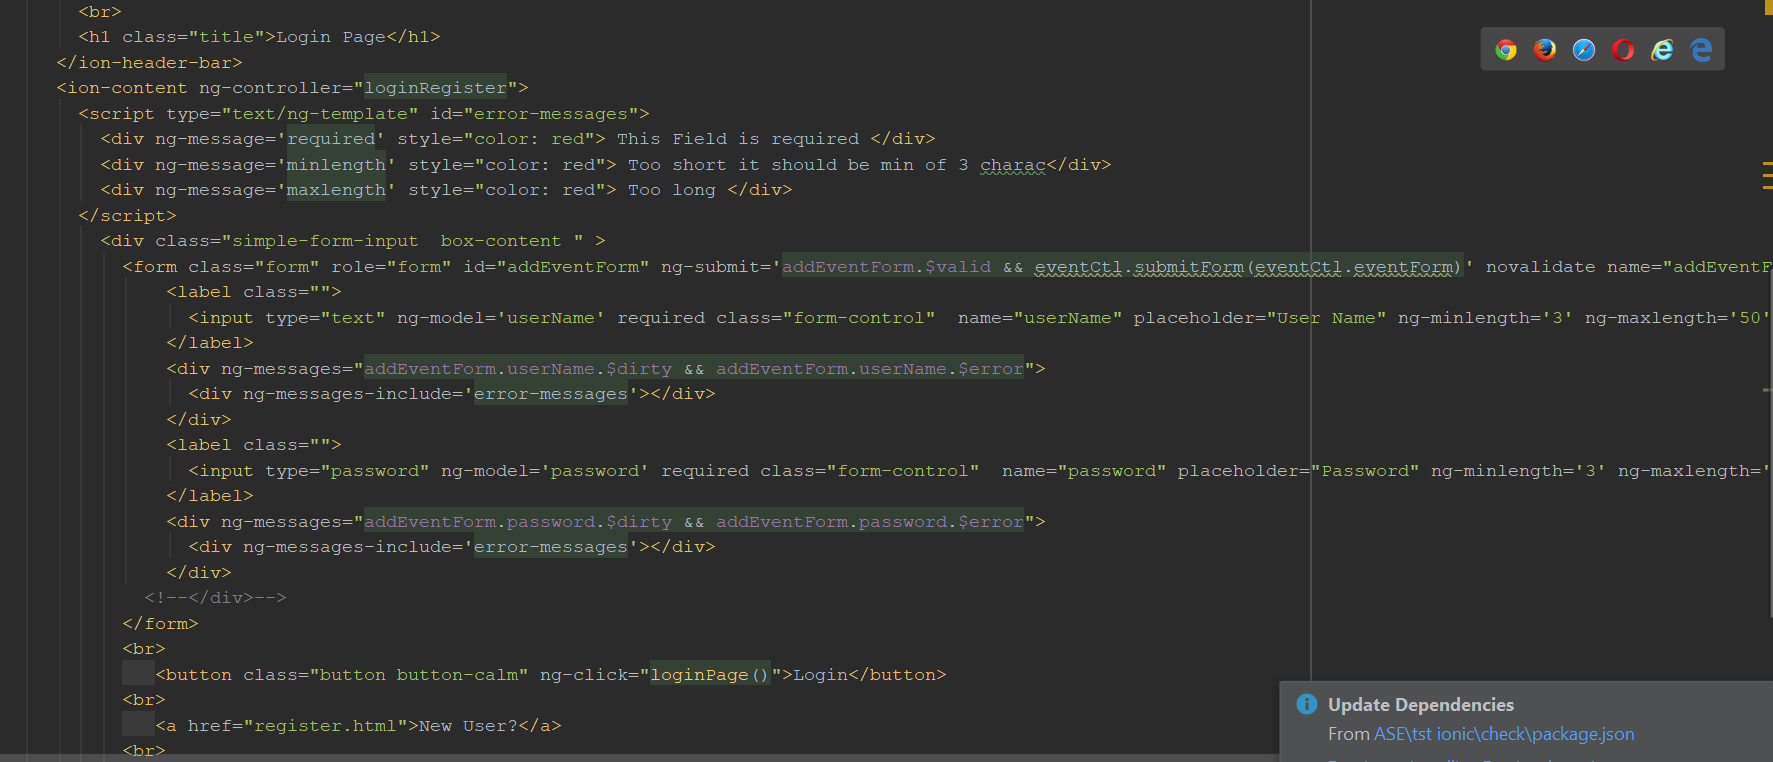 <br>
<h1 class="title">Login Page</h1>
</ion-header-bar>
<ion-content ng-controller="loginRegister">
<script type="text/ng-template" id="error-messages">
<div ng-message='required' style="color: red"> This Field is required </div>
<div ng-message='minlength' style="color: red"> Too short it should be min of 3 charac</div>
<div ng-message='maxlength' style="color: red"> Too long </div>
</script>
<div class="simple-form-input  box-content " >
<form class="form" role="form" id="addEventForm" ng-submit='addEventForm.$valid && eventCtl.submitForm(eventCtl.eventForm)' novalidate name="addEventF
<label class="">
<input type="text" ng-model='userName' required class="form-control"  name="userName" placeholder="User Name" ng-minlength='3' ng-maxlength='50'
</label>
<div ng-messages="addEventForm.userName.$dirty && addEventForm.userName.$error">
<div ng-messages-include='error-messages'></div>
</div>
<label class="">
<input type="password" ng-model='password' required class="form-control"  name="password" placeholder="Password" ng-minlength='3' ng-maxlength='
</label>
<div ng-messages="addEventForm.password.$dirty && addEventForm.password.$error">
<div ng-messages-include='error-messages'></div>
</div>
<!--</div>-->
</form>
<br>
<button class="button button-calm" ng-click="loginPage()">Login</button>
<br>
<a href="register.html">New User?</a>
<br>
Update Dependencies
From ASE\tst ionic\check\package.json